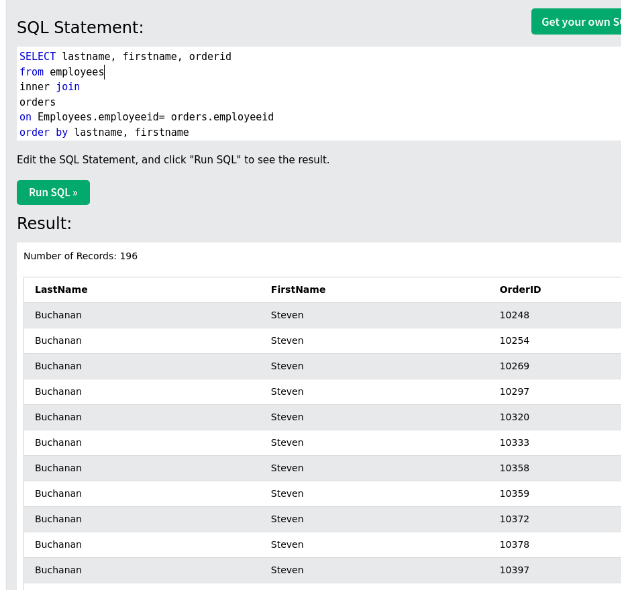 SQL Statement:
Get your own
SELECT lastname, firstname, orderid
from employees
inner join
orders
on Employees.employeeid= orders.employeeid
order by lastname, firstname
Edit the SQL Statement, and click "Run SQL" to see the result.
Run SQL »
Result:
Number of Records: 196
LastName FirstName OrderID
Buchanan Steven 10248
Buchanan Steven 10254
Buchanan Steven 10269
Buchanan Steven 10297
Buchanan Steven 10320
Buchanan Steven 10333
Buchanan Steven 10358
Buchanan Steven 10359
Buchanan Steven 10372
Buchanan Steven 10378
Buchanan Steven 10397